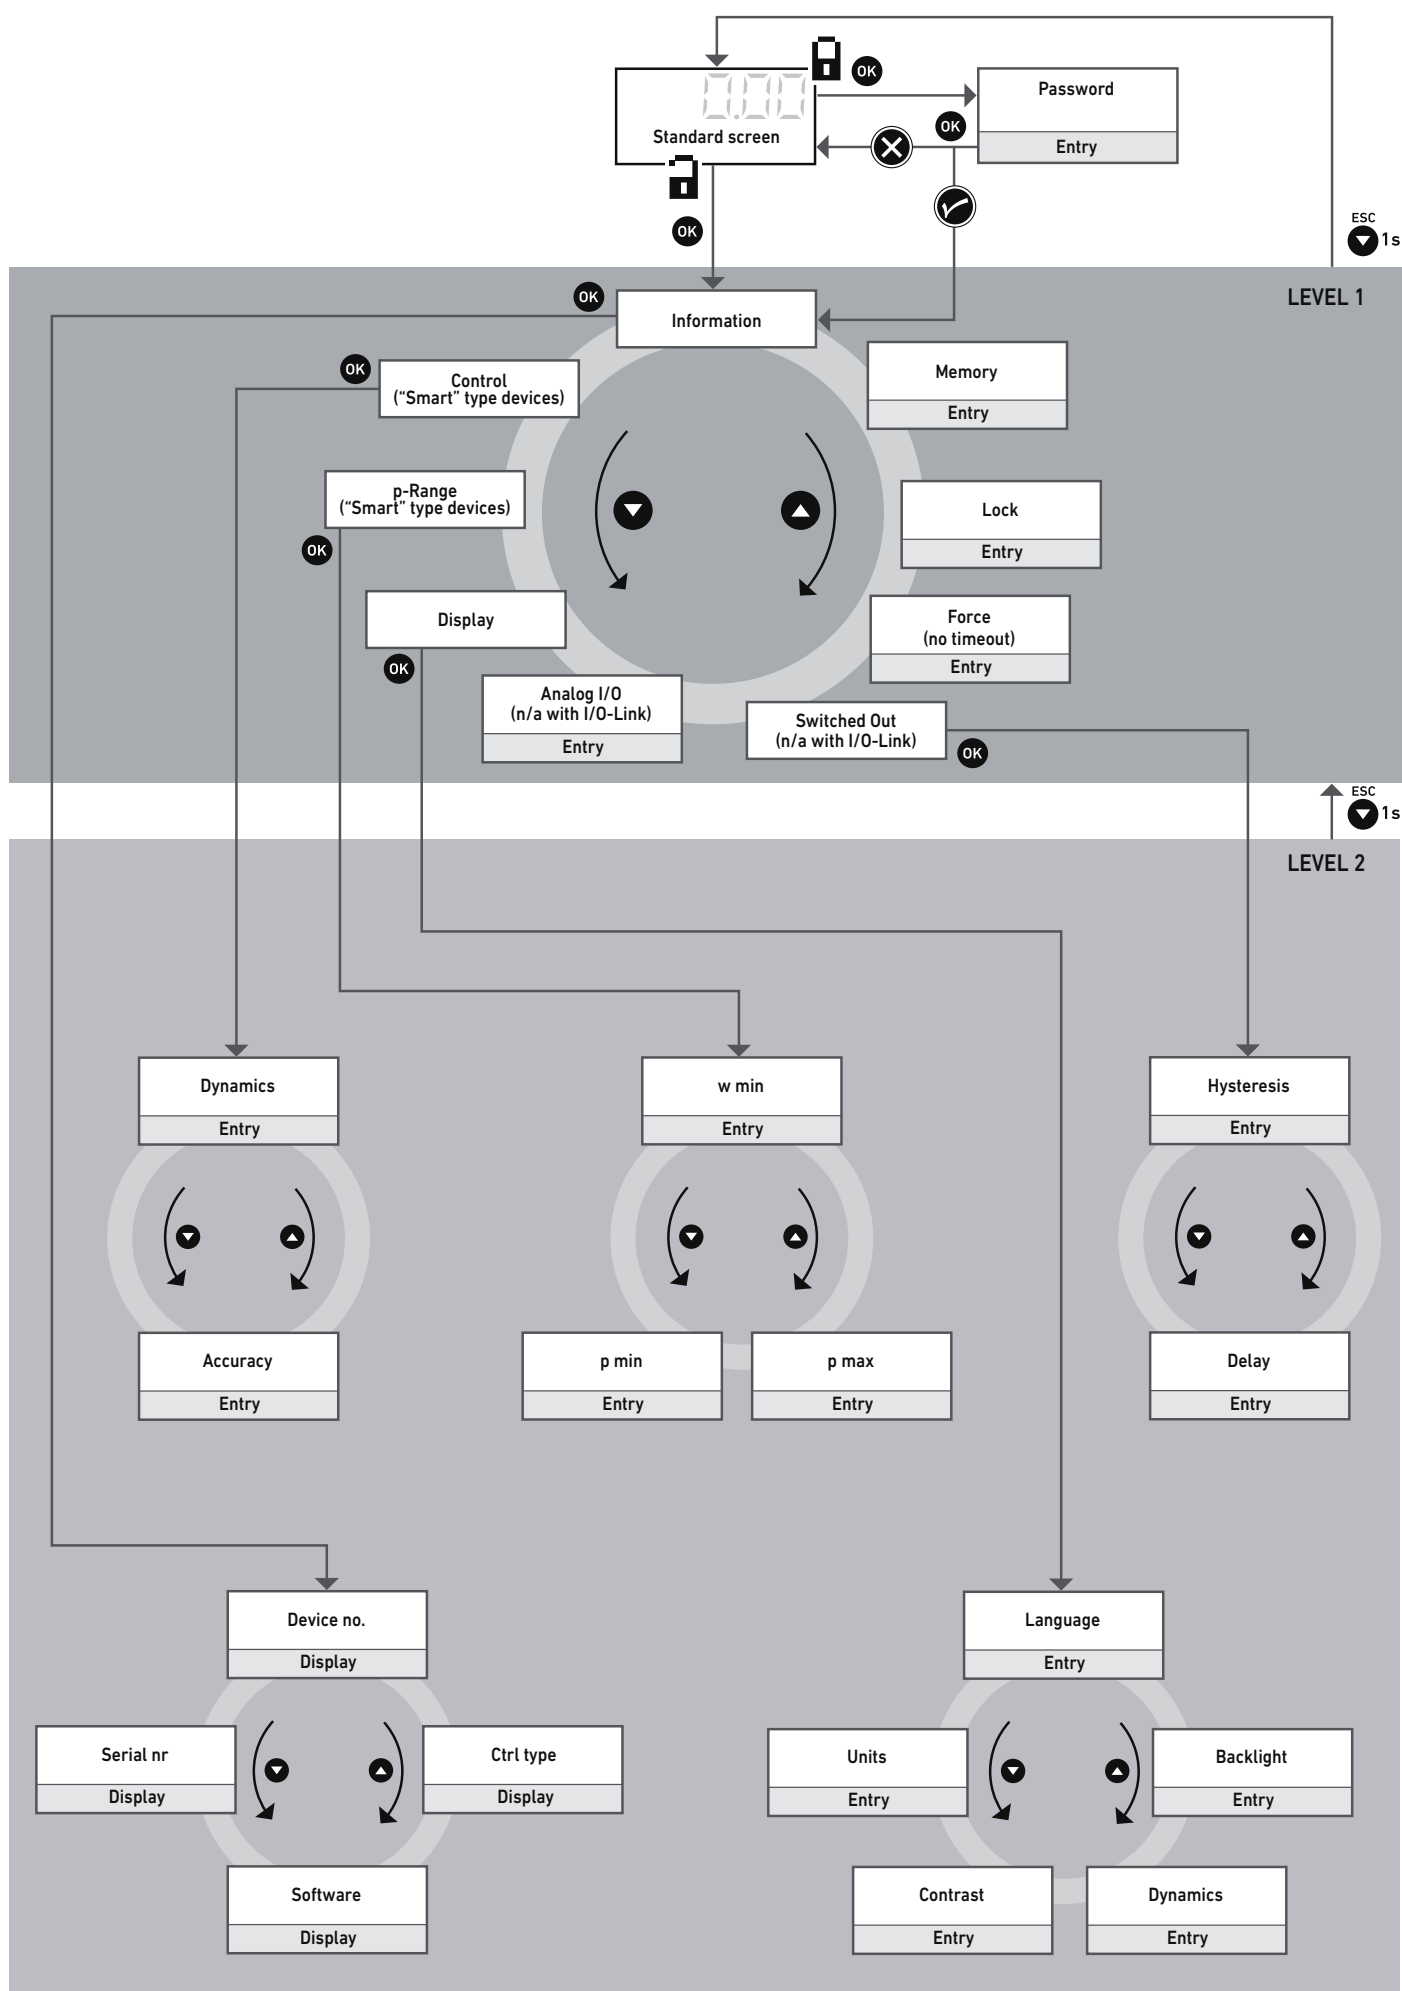 0.00
Standard screen
OK
Password
Entry
OK
OK
ESC
1s
LEVEL 1
OK
Information
OK
Control
(“Smart” type devices)
Memory
Entry
p-Range
(“Smart” type devices)
OK
Lock
Entry
Display
OK
Force
(no timeout)
Entry
Analog I/O
(n/a with I/O-Link)
Entry
Switched Out
(n/a with I/O-Link)
OK
ESC
1s
LEVEL 2
Dynamics
Entry
w min
Entry
Hysteresis
Entry
Accuracy
Entry
p min
Entry
p max
Entry
Delay
Entry
Device no.
Display
Language
Entry
Serial nr
Display
Ctrl type
Display
Units
Entry
Backlight
Entry
Software
Display
Contrast
Entry
Dynamics
Entry